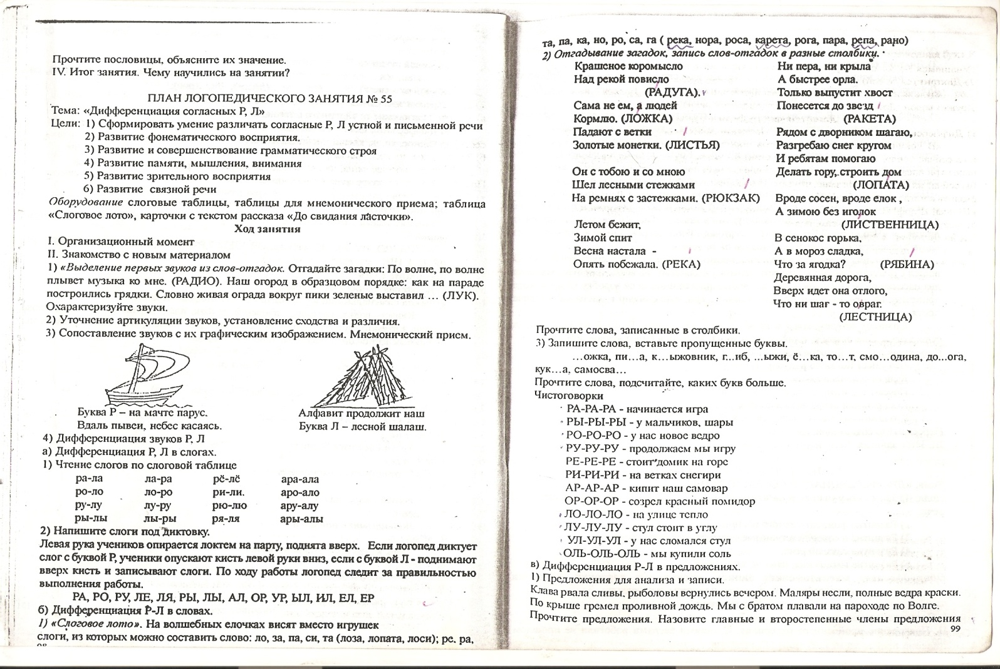 Прочтите пословицы, объясните их значение.
IV. Итог занятия. Чему научились на занятии?
ПЛАН ЛОГОПЕДИЧЕСКОГО ЗАНЯТИЯ № 55
Тема: «Дифференциация согласных Р, Л»
Цели: 1) Сформировать умение различать согласные Р, Л устной и письменной речи
2) Развитие фонематического восприятия.
3) Развитие и совершенствование грамматического строя
4) Развитие памяти, мышления, внимания
5) Развитие зрительного восприятия
6) Развитие связной речи
Оборудование слоговые таблицы, таблицы для мнемонического приема; таблица
«Слоговое лото», карточки с текстом рассказа «До свидания ласточки».
Ход занятия
I. Организационный момент
II. Знакомство с новым материалом
1) «Выделение первых звуков из слов-отгадок. Отгадайте загадки: По волне, по волне
плывет музыка ко мне. (РАДИО). Наш огород в образцовом порядке: как на параде
построились грядки. Словно живая ограда вокруг пики зеленые выставил ... (ЛУК).
Охарактеризуйте звуки.
2) Уточнение артикуляции звуков, установление сходства и различия.
3) Сопоставление звуков с их графическим изображением. Мнемонический прием.
Буква Р – на мачте парус.
Вдаль плывеи, небес касаясь.
Алфавит продолжит наш
Буква Л – лесной шалаш.
4) Дифференциация звуков Р, Л
а) Дифференциация Р, Л в слогах.
1) Чтение слогов по слоговой таблице
ра-ла ла-ра рё-лё ара-ала
ро-ло ло-ро ри-ли. аро-ало
ру-лу лу-ру рю-лю ару-алу
ры-лы лы-ры ря-ля ары-алы
2) Напишите слоги под диктовку.
Левая рука учеников опирается локтем на парту, поднята вверх. Если логопед диктует
слог с буквой Р, ученики опускают кисть левой руки вниз, если с буквой Л - поднимают
вверх кисть и записывают слоги. По ходу работы логопед следит за правильностью
выполнения работы.
РА, РО, РУ, ЛЕ, ЛЯ, РЫ, ЛЫ, АЛ, ОР, УР, ЫЛ, ИЛ, ЕЛ, ЕР
б) Дифференциация Р-Л в словах.
1) «Слоговое лото». На волшебных елочках висят вместо игрушек
слоги, из которых можно составить слово: ло, за, па, си, та (лоза, лопата, лоси); ре, ра,
та, па, ка, но, ро, са, га ( река, нора, роса, карета, рога, пара, репа, рано)
2) Отгадывание загадок, запись слов-отгадок в разные столбики.
Крашеное коромысло
Над рекой повисло
(РАДУГА).
Сама не ем, а людей
Кормлю. (ЛОЖКА)
Падают с ветки
Золотые монетки. (ЛИСТЬЯ)
Он с тобою и со мною
Шел лесными стежками
На ремнях с застежками. (РЮКЗАК)
Летом бежит,
Зимой спит
Весна настала -
Опять побежала. (РЕКА)
Ни пера, ни крыла
А быстрее орла.
Только выпустит хвост
Понесется до звезд
(РАКЕТА)
Рядом с дворником шагаю,
Разгребаю снег кругом
И ребятам помогаю
Делать гору, строить дом
(ЛОПАТА)
Вроде сосен, вроде елок ,
А зимою без иголок
(ЛИСТВЕННИЦА)
В сенокос горька,
А в мороз сладка,
Что за ягодка? (РЯБИНА)
Деревянная дорога,
Вверх идет она отлого,
Что ни шаг - то овраг.
(ЛЕСТНИЦА)
Прочтите слова, записанные в столбики.
3) Запишите слова, вставьте пропущенные буквы.
...ожка, пи...а, к...ыжовник, г...иб, ...ыжи, ё...ка, то...т, смо...одина, до...ога,
кук...а, самосва...
Прочтите слова, подсчитайте, каких букв больше.
Чистоговорки
РА-РА-РА - начинается игра
РЫ-РЫ-РЫ - у мальчиков, шары
РО-РО-РО - у нас новое ведро
РУ-РУ-РУ - продолжаем мы игру
РЕ-РЕ-РЕ - стоит домик на горе
РИ-РИ-РИ - на ветках снегири
АР-АР-АР - кипит наш самовар
ОР-ОР-ОР - созрел красный помидор
ЛО-ЛО-ЛО - на улице тепло
ЛУ-ЛУ-ЛУ - стул стоит в углу
УЛ-УЛ-УЛ - у нас сломался стул
ОЛЬ-ОЛЬ-ОЛЬ - мы купили соль
в) Дифференциация Р-Л в предложениях.
1) Предложения для анализа и записи.
Клава рвала сливы, рыболовы вернулись вечером. Маляры несли, полные ведра краски.
По крыше гремел проливной дождь. Мы с братом плавали на пароходе по Волге.
Прочтите предложения. Назовите главные и второстепенные члены предложения
99